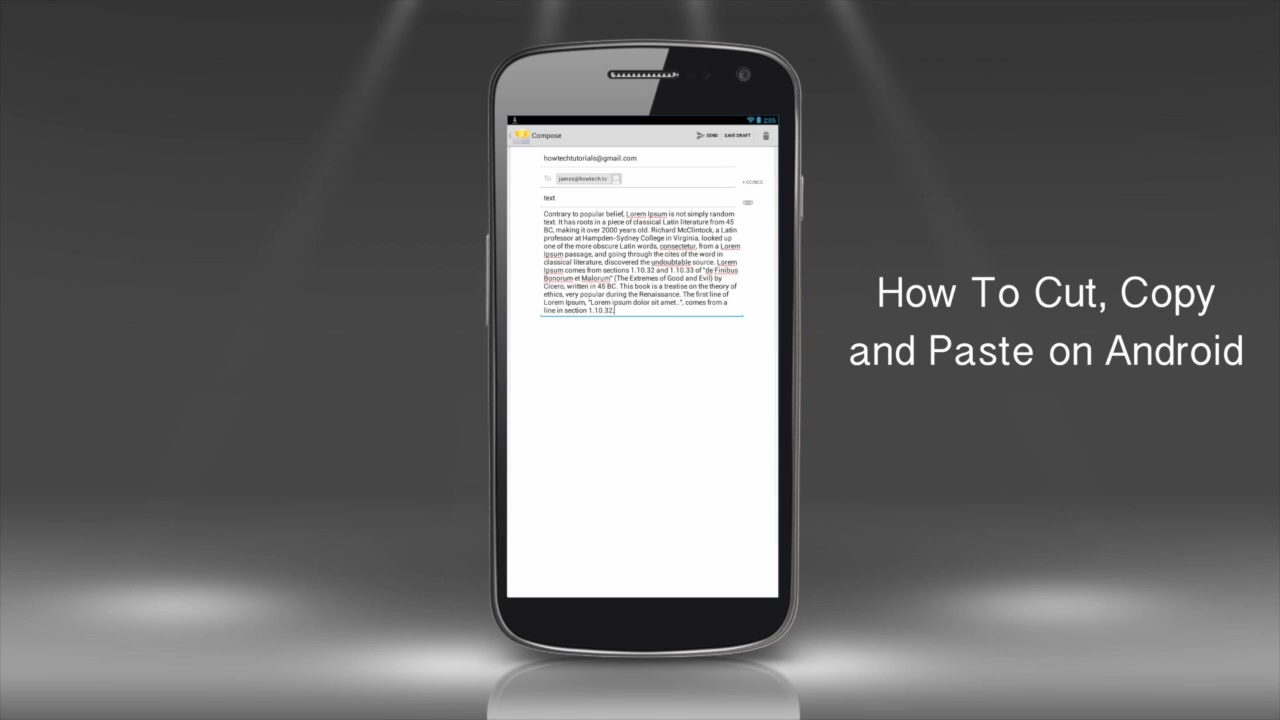 2:05
Compose
SEND
SAVE DRAFT
howtechtutorials@gmail.com
To
james@howtech.tv
+ CC/BCC
text
Contrary to popular belief, Lorem Ipsum is not simply random
text. It has roots in a piece of classical Latin literature from 45
BC, making it over 2000 years old. Richard McClintock, a Latin
professor at Hampden-Sydney College in Virginia, looked up
one of the more obscure Latin words, consectetur, from a Lorem
Ipsum passage, and going through the cites of the word in
classical literature, discovered the undoubtable source. Lorem
Ipsum comes from sections 1.10.32 and 1.10.33 of "de Finibus
Bonorum et Malorum" (The Extremes of Good and Evil) by
Cicero, written in 45 BC. This book is a treatise on the theory of
ethics, very popular during the Renaissance. The first line of
Lorem Ipsum, "Lorem ipsum dolor sit amet..", comes from a
line in section 1.10.32.
How To Cut, Copy
and Paste on Android